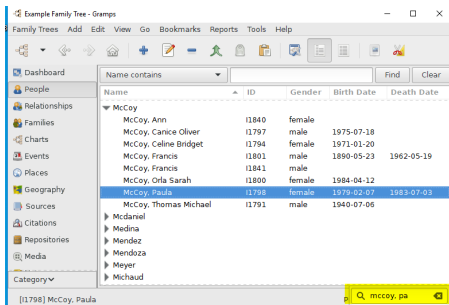 Example Family Tree - Gramps
Family Trees Add Edit View Go Bookmarks Reports Tools Help
Dashboard
People
Relationships
Families
Charts
Events
Places
Geography
Sources
Citations
Repositories
Media
Category
Name contains Find Clear
Name ID Gender Birth Date Death Date
McCoy
McCoy, Ann I1840 female
McCoy, Canice Oliver I1797 male 1975-07-18
McCoy, Celine Bridget I1794 female 1971-01-20
McCoy, Francis I1801 male 1890-05-23 1962-05-19
McCoy, Francis I1841 male
McCoy, Orla Sarah I1800 female 1984-04-12
McCoy, Paula I1798 female 1979-02-07 1983-07-03
McCoy, Thomas Michael I1791 male 1940-07-06
Mcdaniel
Medina
Mendez
Mendoza
Meyer
Michaud
[I1798] McCoy, Paula
mccoy, pa